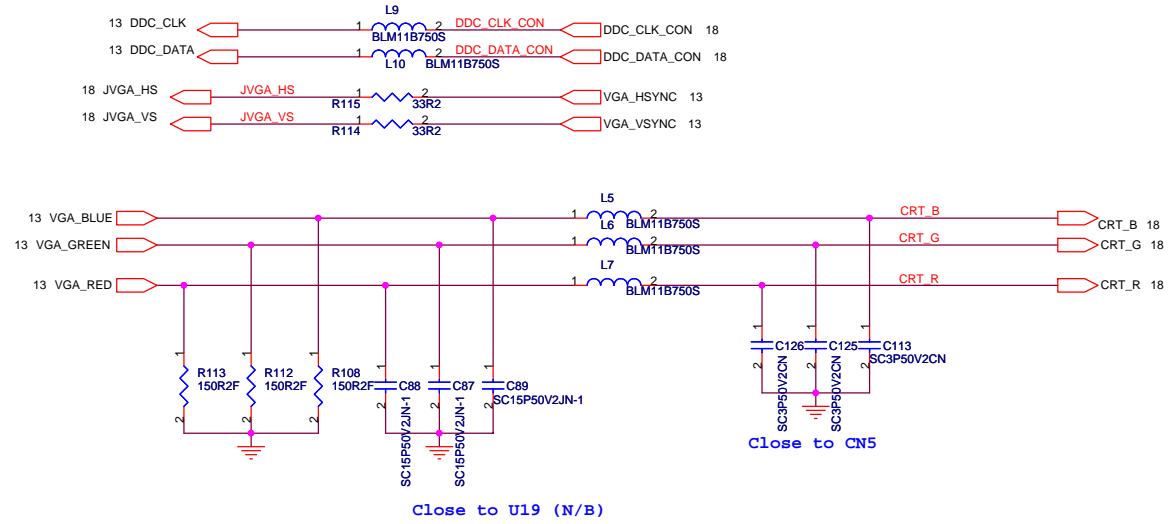 L9
13 DDC_CLK 1 2 DDC_CLK_CON DDC_CLK_CON 18
BLM11B750S
13 DDC_DATA 1 2 DDC_DATA_CON DDC_DATA_CON 18
L10 BLM11B750S
18 JVGA_HS JVGA_HS 1 2 VGA_HSYNC 13
R115 33R2
18 JVGA_VS JVGA_VS 1 2 VGA_VSYNC 13
R114 33R2
L5
13 VGA_BLUE 1 2 CRT_B CRT_B 18
BLM11B750S
L6
13 VGA_GREEN 1 2 CRT_G CRT_G 18
BLM11B750S
L7
13 VGA_RED 1 2 CRT_R CRT_R 18
BLM11B750S
1 1 1 1 1 1 1 1 1
C126 C125 C113
SC3P50V2CN SC3P50V2CN SC3P50V2CN
R113 R112 R108 C88 C87 C89
150R2F 150R2F 150R2F SC15P50V2JN-1 SC15P50V2JN-1 SC15P50V2JN-1
2 2 2 2 2 2 2 2 2
Close to CN5
Close to U19 (N/B)